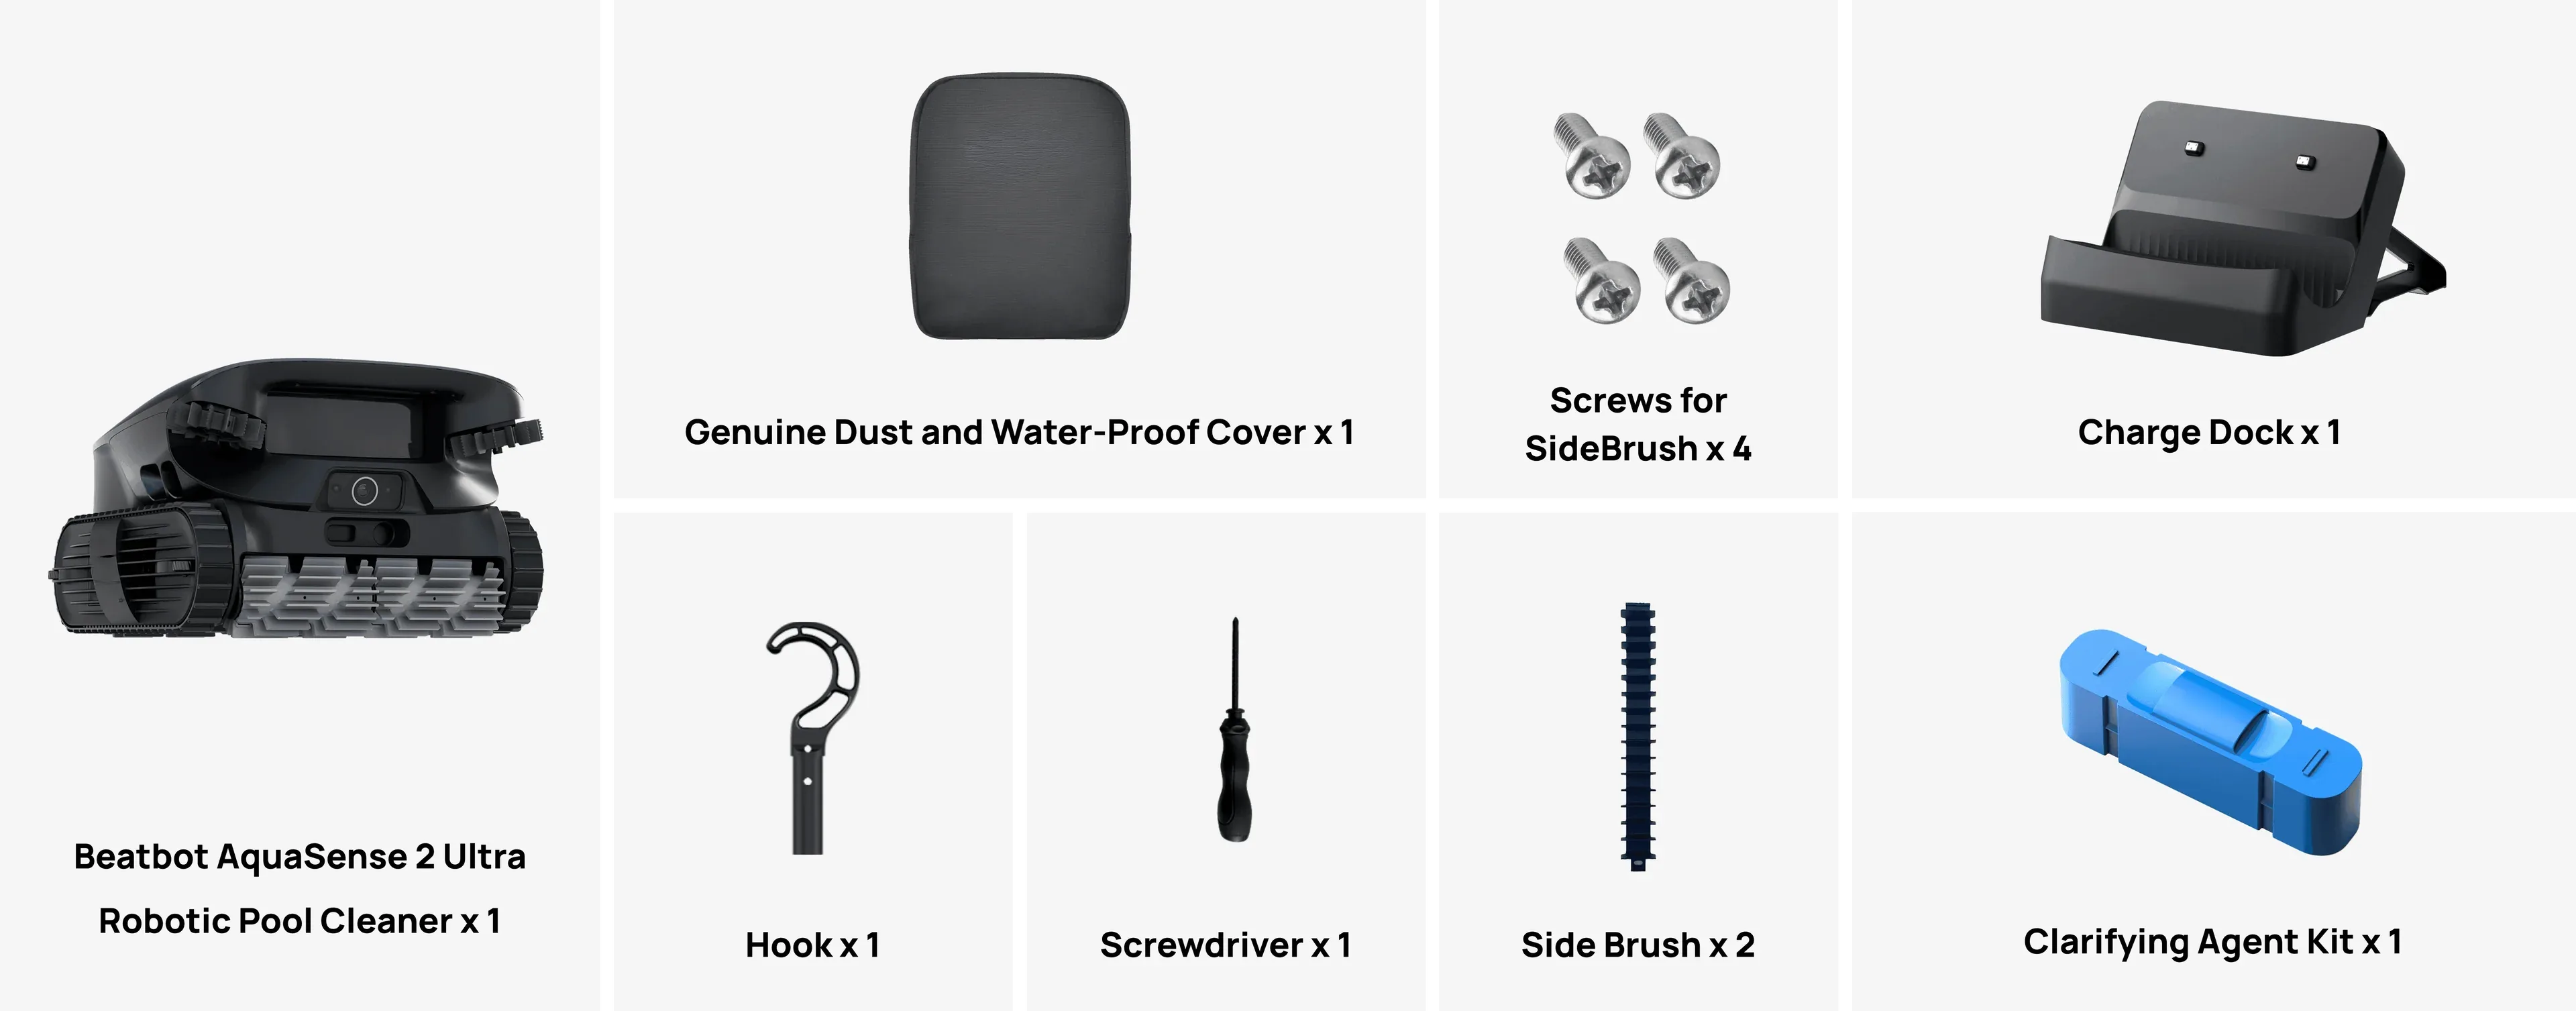 Beatbot AquaSense 2 Ultra
Robotic Pool Cleaner x 1
Genuine Dust and Water-Proof Cover x 1
Screws for
SideBrush x 4
Charge Dock x 1
Hook x 1
Screwdriver x 1
Side Brush x 2
Clarifying Agent Kit x 1